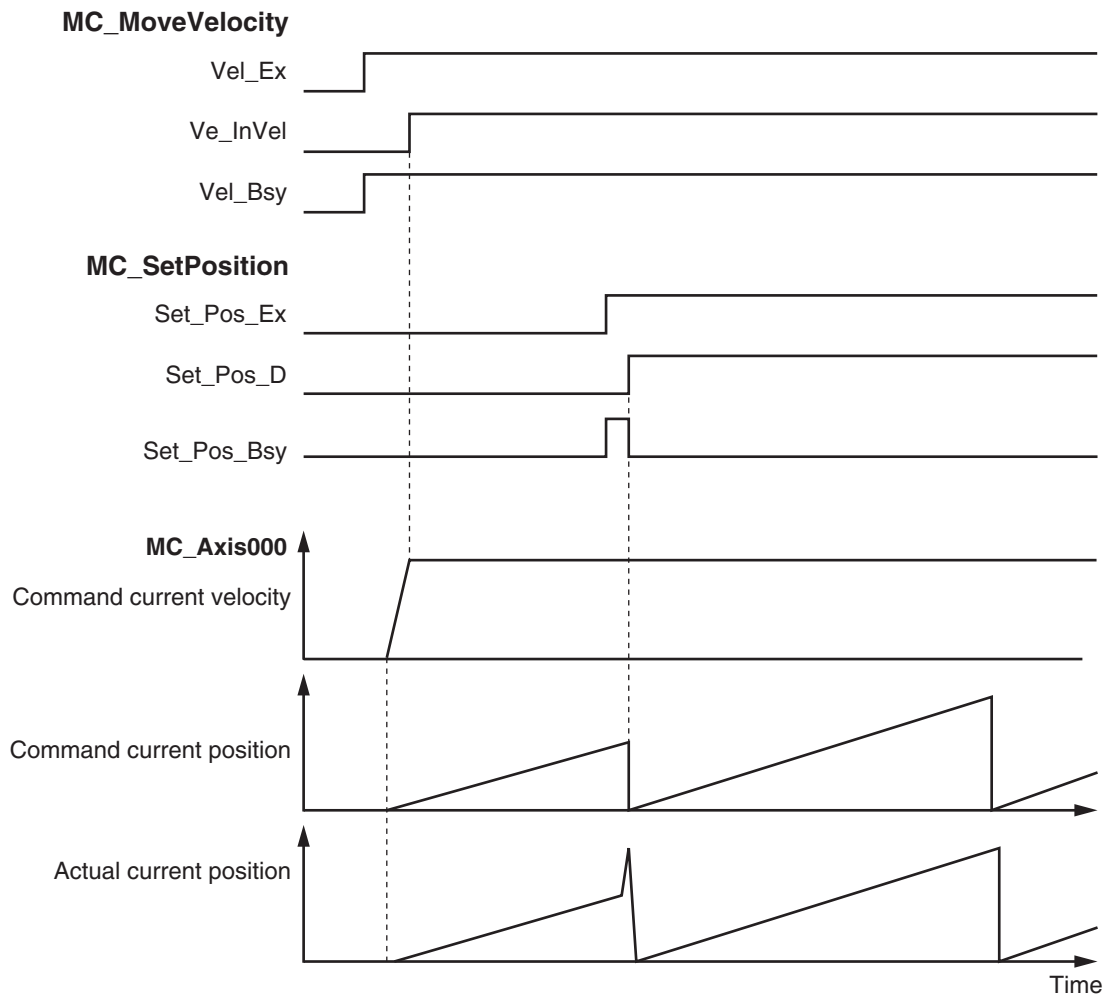 MC_MoveVelocity
Vel_Ex
Ve_InVel
Vel_Bsy
MC_SetPosition
Set_Pos_Ex
Set_Pos_D
Set_Pos_Bsy
MC_Axis000
Command current velocity
Command current position
Actual current position
Time